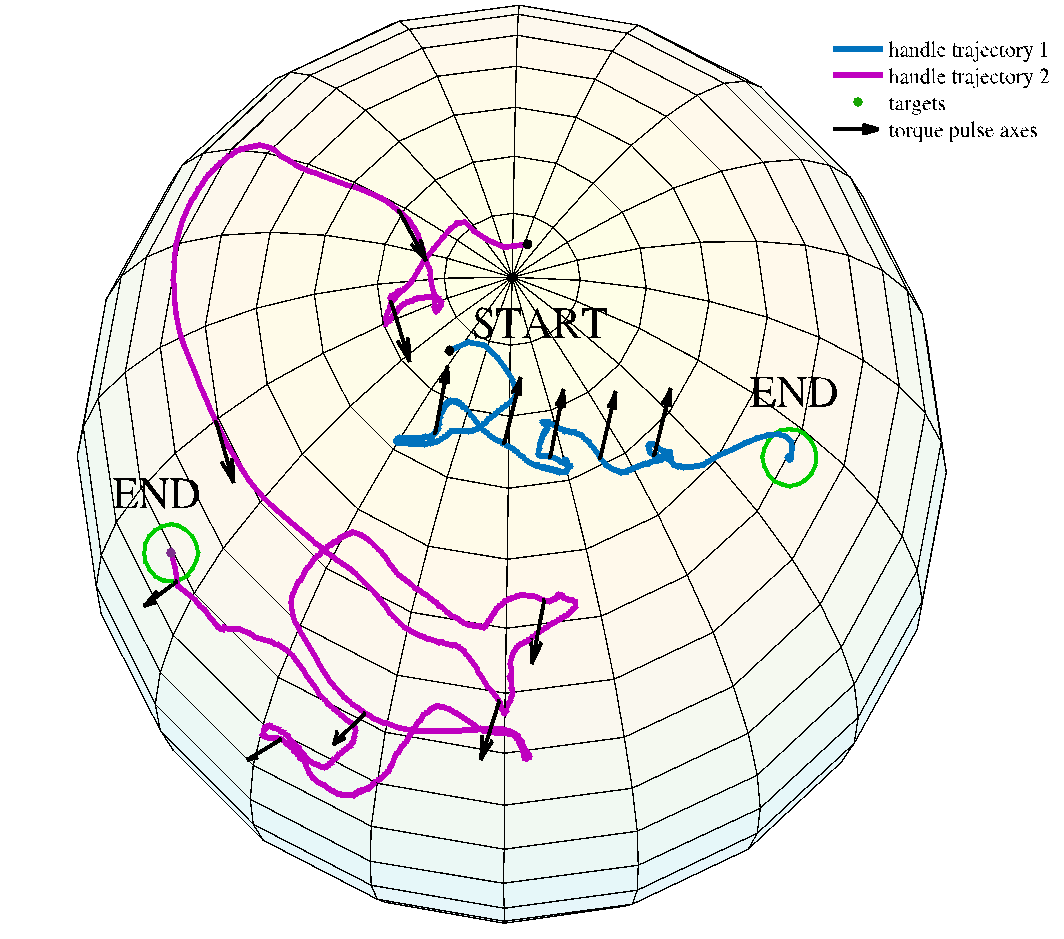 handle trajectory 1
handle trajectory 2
targets
torque pulse axes
START
END
END